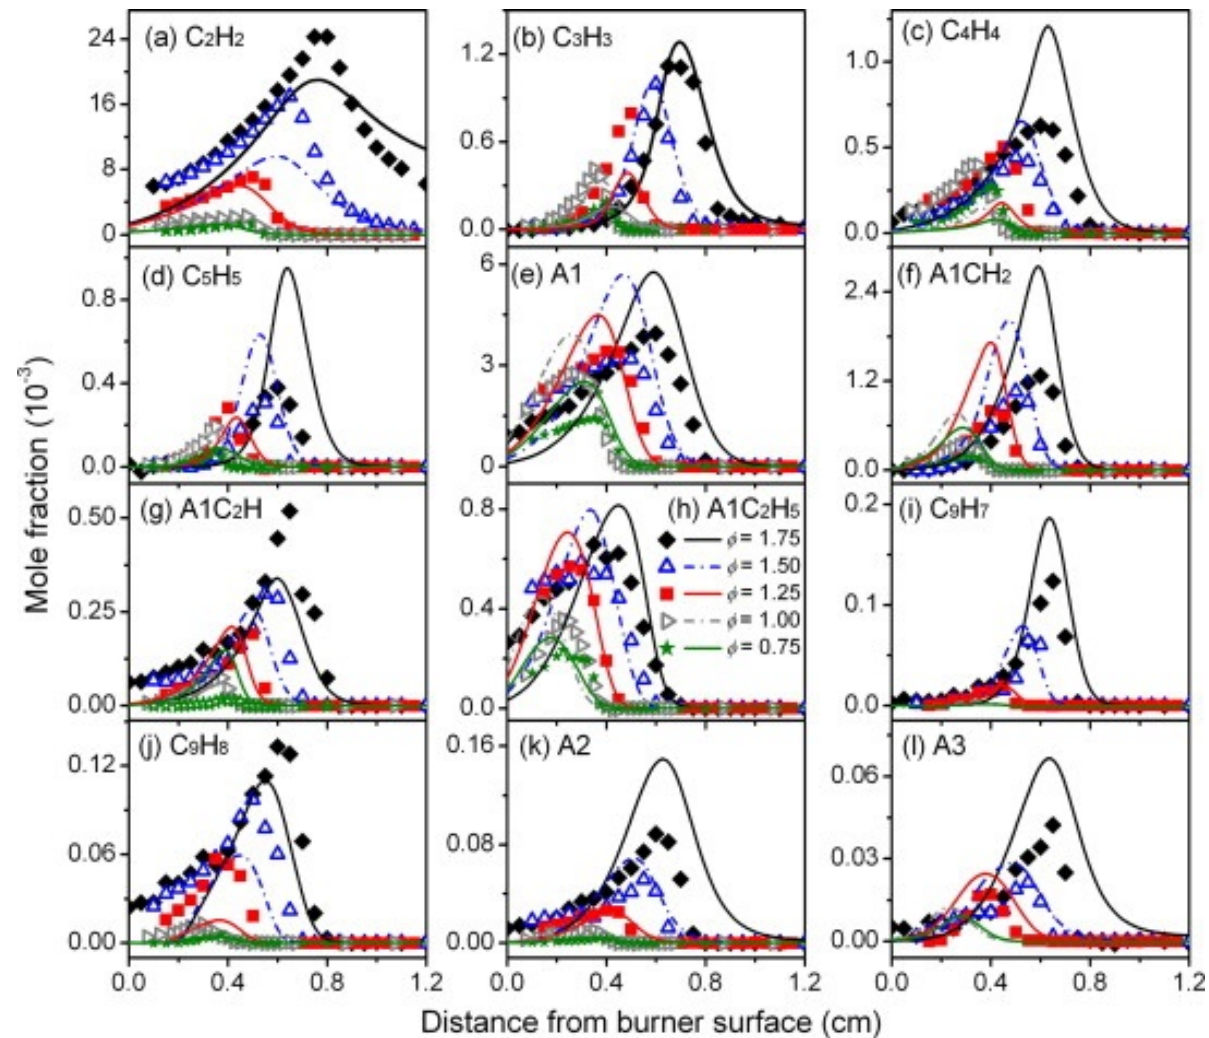 Mole fraction (10⁻³)
(a) C₂H₂
24
16
8
0
(b) C₃H₃
1.2
0.6
0.0
(c) C₄H₄
1.0
0.5
0.0
(d) C₅H₅
0.8
0.4
0.0
(e) A1
6
3
0
(f) A1CH₂
2.4
1.2
0.0
(g) A1C₂H
0.50
0.25
0.00
(h) A1C₂H₅
0.8
0.4
0.0
ϕ = 1.75
ϕ = 1.50
ϕ = 1.25
ϕ = 1.00
ϕ = 0.75
(i) C₉H₇
0.2
0.1
0.0
(j) C₉H₈
0.12
0.06
0.00
0.0 0.4 0.8 1.2
(k) A2
0.16
0.08
0.00
0.0 0.4 0.8 1.2
(l) A3
0.06
0.03
0.00
0.0 0.4 0.8 1.2
Distance from burner surface (cm)